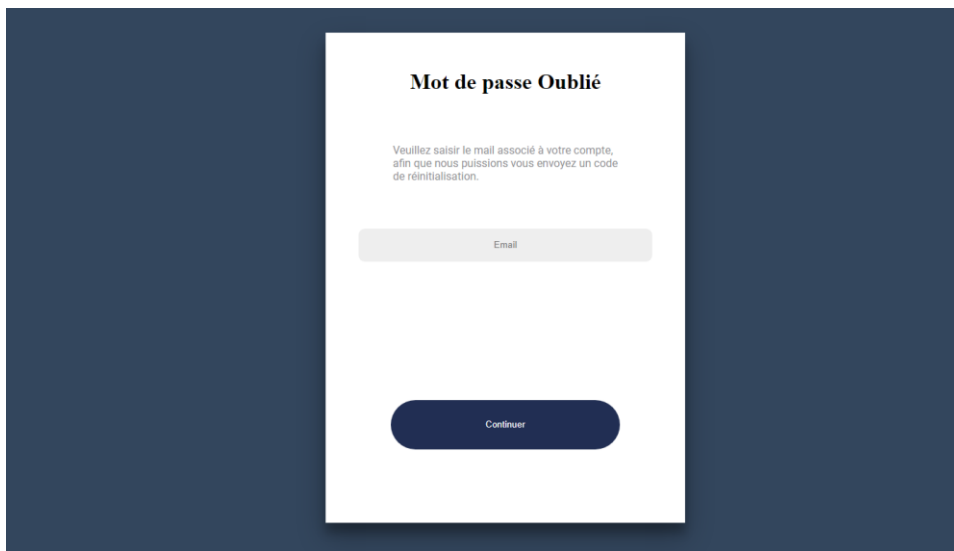 Mot de passe Oublié
Veuillez saisir le mail associé à votre compte,
afin que nous puissions vous envoyez un code
de réinitialisation.
Email
Continuer